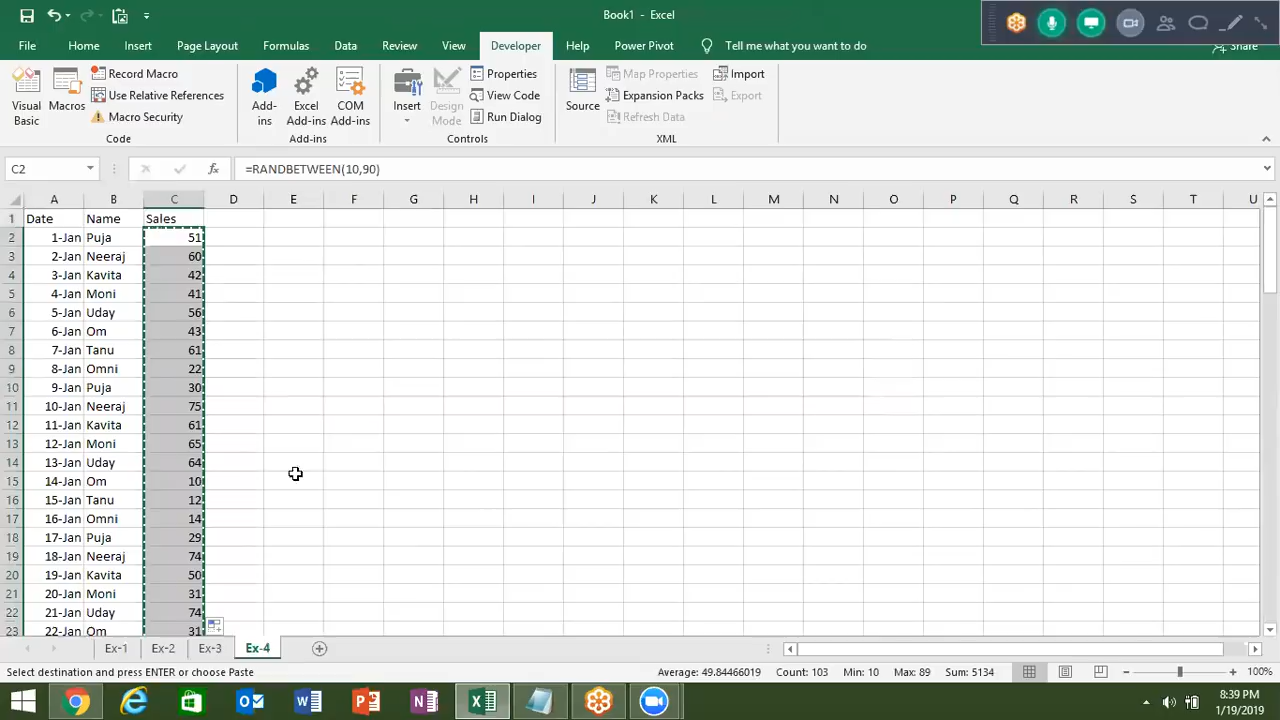 Book1 - Excel
File Home Insert Page Layout Formulas Data Review View Developer Help Power Pivot Tell me what you want to do Share
Visual Basic
Macros
Record Macro
Use Relative References
Macro Security
Code
Add-ins
Excel Add-ins
COM Add-ins
Add-ins
Insert
Design Mode
Properties
View Code
Run Dialog
Controls
Source
Map Properties
Expansion Packs
Refresh Data
Import
Export
XML
C2 fx =RANDBETWEEN(10,90)
A B C D E F G H I J K L M N O P Q R S T U
1 Date Name Sales
2 1-Jan Puja 51
3 2-Jan Neeraj 60
4 3-Jan Kavita 42
5 4-Jan Moni 41
6 5-Jan Uday 56
7 6-Jan Om 43
8 7-Jan Tanu 61
9 8-Jan Omni 22
10 9-Jan Puja 30
11 10-Jan Neeraj 75
12 11-Jan Kavita 61
13 12-Jan Moni 65
14 13-Jan Uday 64
15 14-Jan Om 10
16 15-Jan Tanu 12
17 16-Jan Omni 14
18 17-Jan Puja 29
19 18-Jan Neeraj 74
20 19-Jan Kavita 50
21 20-Jan Moni 31
22 21-Jan Uday 74
23 22-Jan Om 31
Ex-1 Ex-2 Ex-3 Ex-4
Select destination and press ENTER or choose Paste Average: 49.84466019 Count: 103 Min: 10 Max: 89 Sum: 5134 100%
8:39 PM
1/19/2019